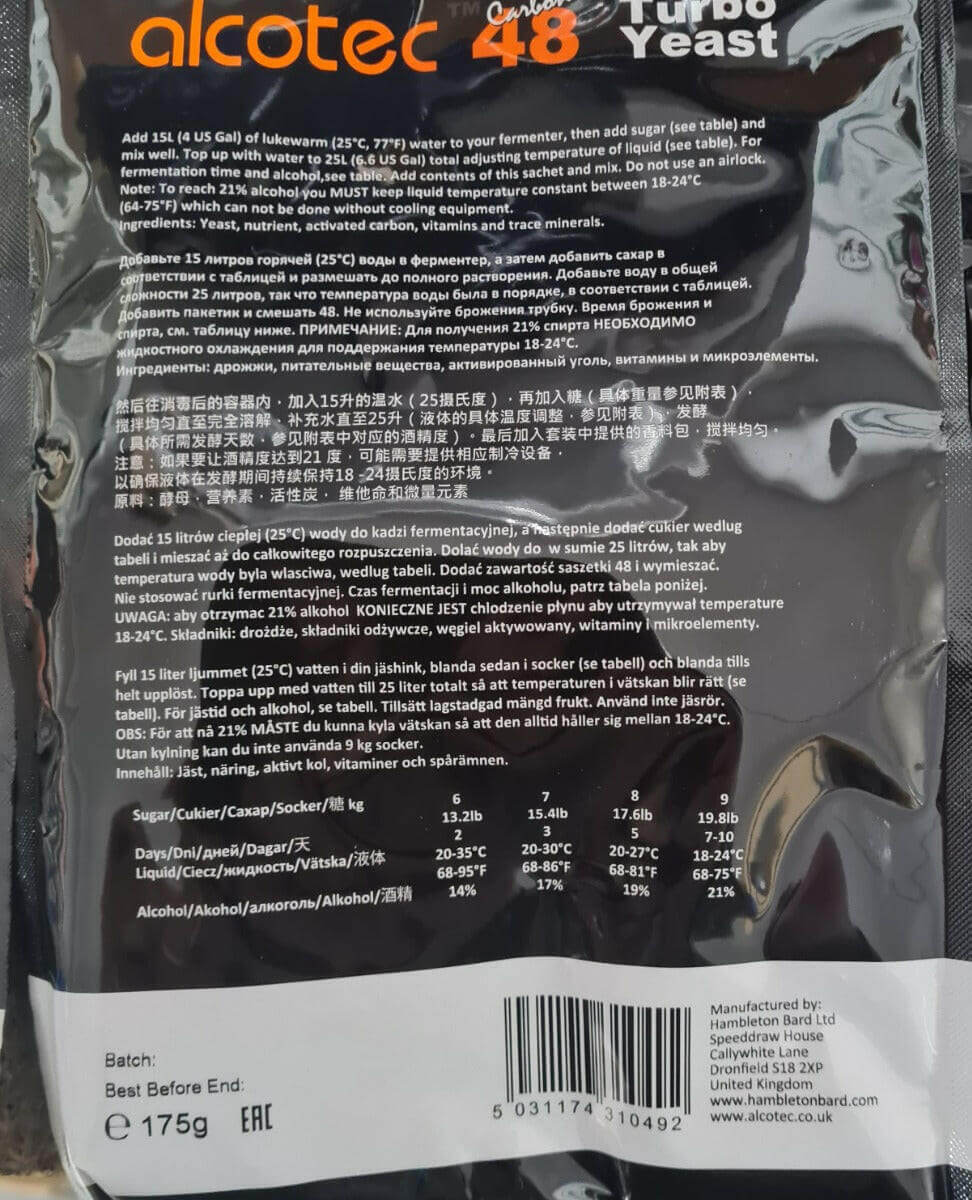 alcotec TM Carbon 48 Turbo Yeast
Add 15L (4 US Gal) of lukewarm (25°C, 77°F) water to your fermenter, then add sugar (see table) and
mix well. Top up with water to 25L (6.6 US Gal) total adjusting temperature of liquid (see table). For
fermentation time and alcohol,see table. Add contents of this sachet and mix. Do not use an airlock.
Note: To reach 21% alcohol you MUST keep liquid temperature constant between 18-24°C
(64-75°F) which can not be done without cooling equipment.
Ingredients: Yeast, nutrient, activated carbon, vitamins and trace minerals.
Добавьте 15 литров горячей (25°C) воды в ферментер, а затем добавить сахар в
соответствии с таблицей и размешать до полного растворения. Добавьте воду в общей
сложности 25 литров, так что температура воды была в порядке, в соответствии с таблицей.
Добавить пакетик и смешать 48. Не используйте брожения трубку. Время брожения и
спирта, см. таблицу ниже. ПРИМЕЧАНИЕ: Для получения 21% спирта НЕОБХОДИМО
жидкостного охлаждения для поддержания температуры 18-24°C.
Ингредиенты: дрожжи, питательные вещества, активированный уголь, витамины и микроэлементы.
然后往消毒后的容器内，加入15升的温水（25摄氏度），再加入糖（具体重量参见附表），
搅拌均匀直至完全溶解，补充水直至25升（液体的具体温度调整，参见附表），发酵
（具体所需发酵天数，参见附表中对应的酒精度）。最后加入套装中提供的香料包，搅拌均匀。
注意：如果要让酒精度达到21 度，可能需要提供相应制冷设备，
以确保液体在发酵期间持续保持18 -24摄氏度的环境。
原料：酵母，营养素，活性炭， 维他命和微量元素
Dodać 15 litrów ciepłej (25°C) wody do kadzi fermentacyjnej, a następnie dodać cukier według
tabeli i mieszać aż do całkowitego rozpuszczenia. Dolać wody do w sumie 25 litrów, tak aby
temperatura wody byla wlasciwa, według tabeli. Dodać zawartość saszetki 48 i wymieszać.
Nie stosować rurki fermentacyjnej. Czas fermentacji i moc alkoholu, patrz tabela poniżej.
UWAGA: aby otrzymac 21% alkohol KONIECZNE JEST chlodzenie płynu aby utrzymywał temperature
18-24°C. Składniki: drożdże, składniki odżywcze, węgiel aktywowany, witaminy i mikroelementy.
Fyll 15 liter ljummet (25°C) vatten i din jäshink, blanda sedan i socker (se tabell) och blanda tills
helt upplöst. Toppa upp med vatten till 25 liter totalt så att temperaturen i vätskan blir rätt (se
tabell). För jästid och alkohol, se tabell. Tillsätt lagstadgad mängd frukt. Använd inte jäsrör.
OBS: För att nå 21% MÅSTE du kunna kyla vätskan så att den alltid håller sig mellan 18-24°C.
Utan kylning kan du inte använda 9 kg socker.
Innehåll: Jäst, näring, aktivt kol, vitaminer och spårämnen.
Sugar/Cukier/Сахар/Socker/糖 kg 6 7 8 9
13.2lb 15.4lb 17.6lb 19.8lb
Days/Dni/дней/Dagar/天 2 3 5 7-10
Liquid/Ciecz/жидкость/Vätska/液体 20-35°C 20-30°C 20-27°C 18-24°C
68-95°F 68-86°F 68-81°F 68-75°F
Alcohol/Akohol/алкоголь/Alkohol/酒精 14% 17% 19% 21%
Batch:
Best Before End:
℮ 175g EAC
5 031174 310492
Manufactured by:
Hambleton Bard Ltd
Speeddraw House
Callywhite Lane
Dronfield S18 2XP
United Kingdom
www.hambletonbard.com
www.alcotec.co.uk